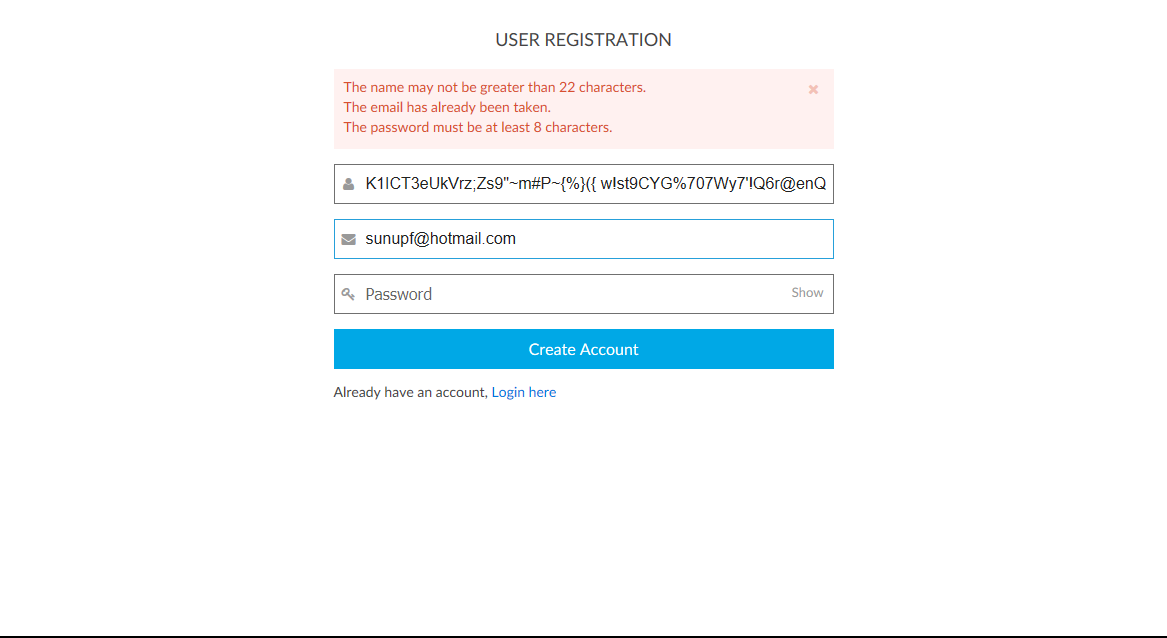 USER REGISTRATION
The name may not be greater than 22 characters.
The email has already been taken.
The password must be at least 8 characters.
K1ICT3eUkVrz;Zs9"~m#P~{%}({ w!st9CYG%707Wy7'!Q6r@enQ
sunupf@hotmail.com
Password Show
Create Account
Already have an account, Login here